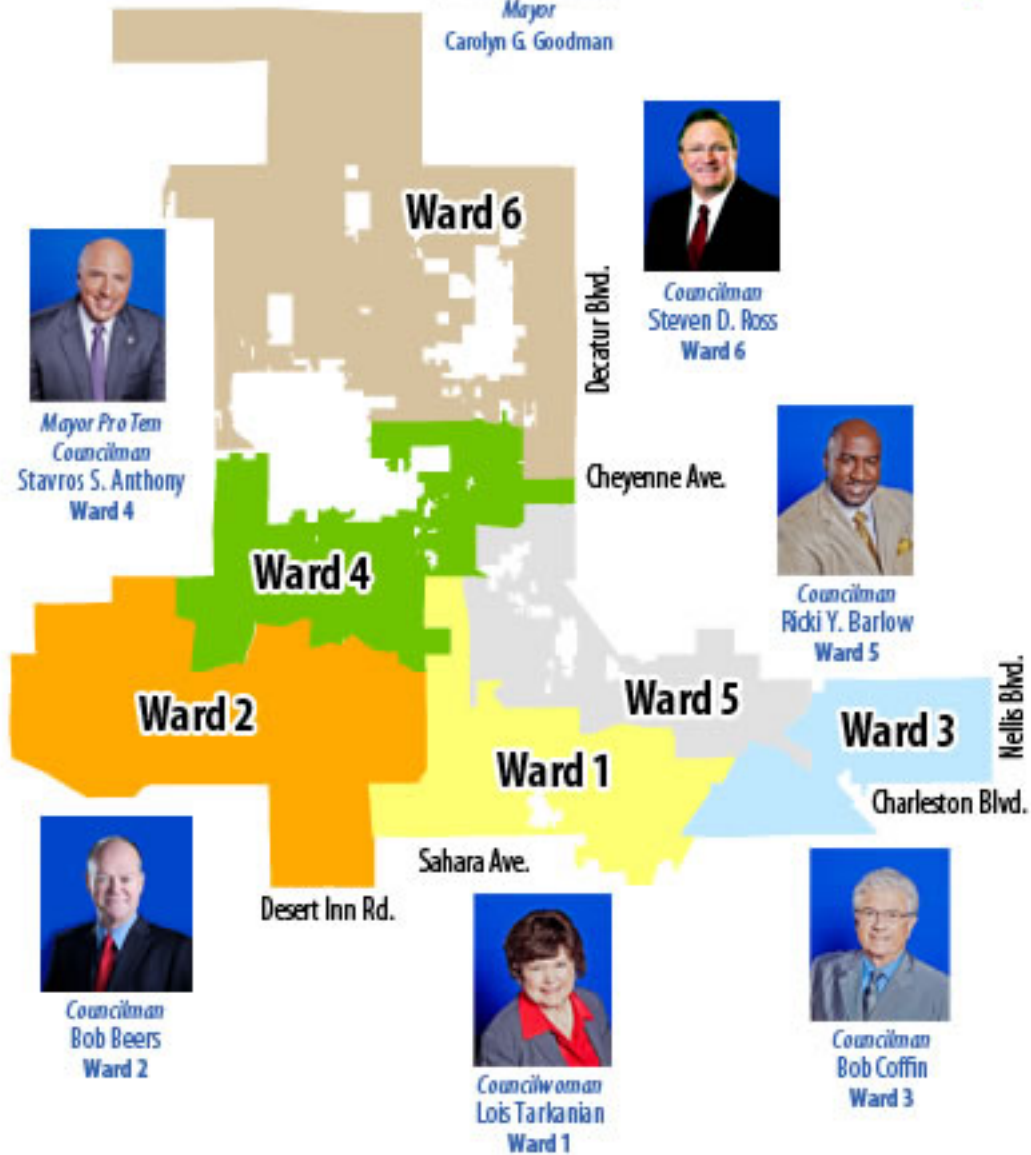 Mayor
Carolyn G. Goodman
Ward 6
Decatur Blvd.
Councilman
Steven D. Ross
Ward 6
Mayor Pro Tem
Councilman
Stavros S. Anthony
Ward 4
Cheyenne Ave.
Councilman
Ricki Y. Barlow
Ward 5
Ward 4
Ward 2
Ward 5
Ward 3
Nellis Blvd.
Ward 1
Charleston Blvd.
Sahara Ave.
Desert Inn Rd.
Councilman
Bob Beers
Ward 2
Councilwoman
Lois Tarkanian
Ward 1
Councilman
Bob Coffin
Ward 3